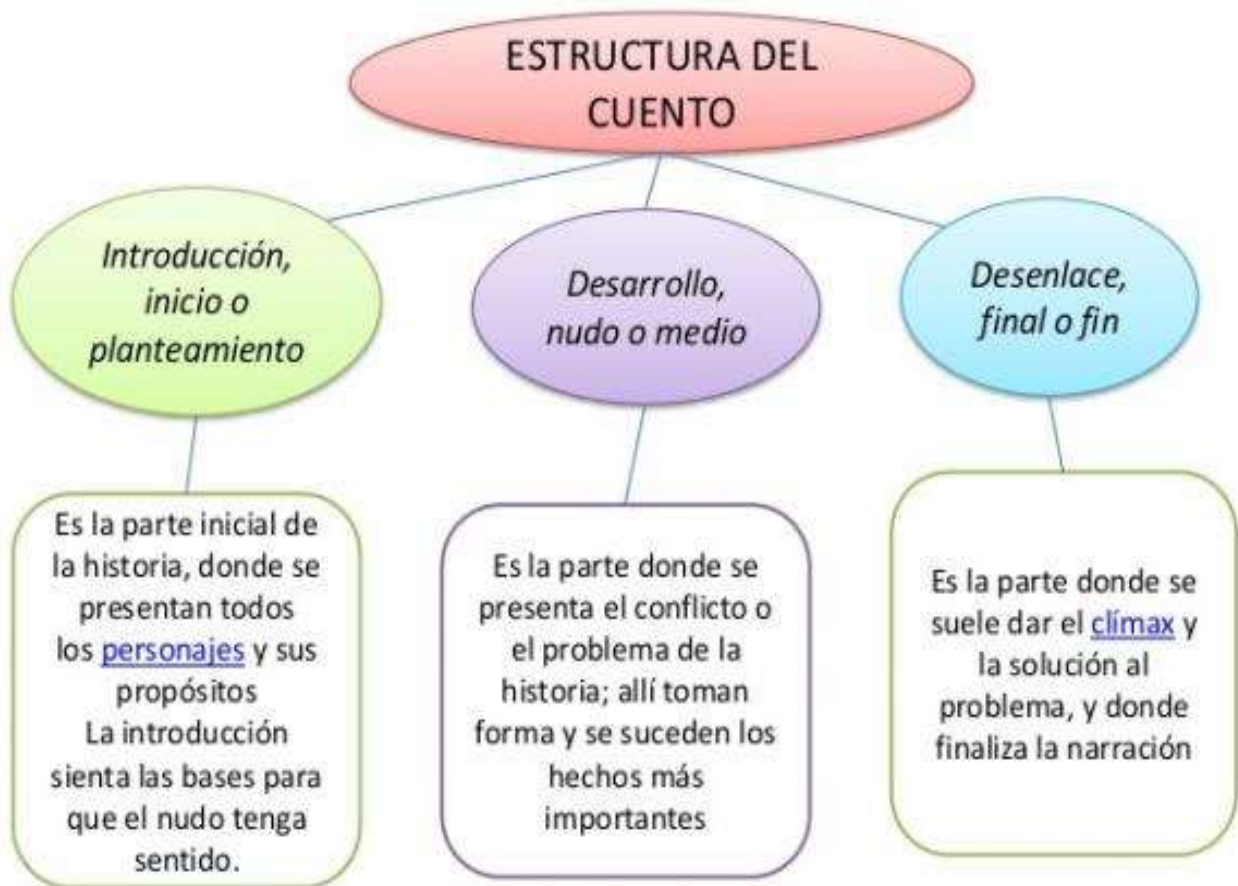 ESTRUCTURA DEL
CUENTO
Introducción,
inicio o
planteamiento
Desarrollo,
nudo o medio
Desenlace,
final o fin
Es la parte inicial de
la historia, donde se
presentan todos
los personajes y sus
propósitos
La introducción
sienta las bases para
que el nudo tenga
sentido.
Es la parte donde se
presenta el conflicto o
el problema de la
historia; allí toman
forma y se suceden los
hechos más
importantes
Es la parte donde se
suele dar el clímax y
la solución al
problema, y donde
finaliza la narración